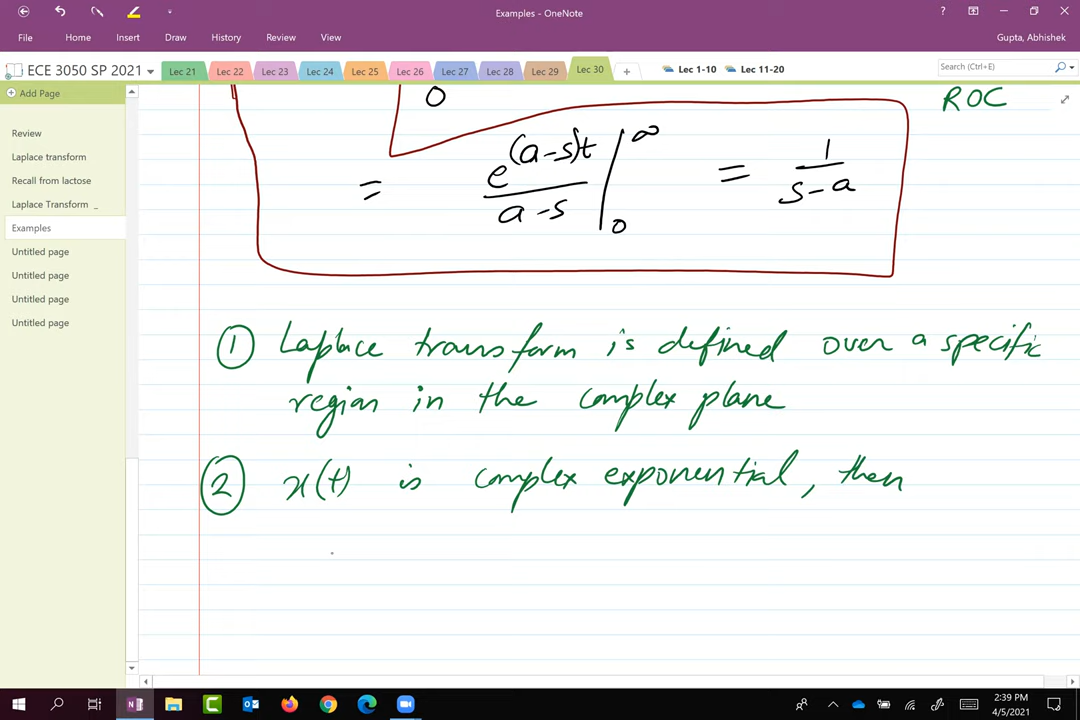 Examples - OneNote
Gupta, Abhishek
File Home Insert Draw History Review View
ECE 3050 SP 2021 Lec 21 Lec 22 Lec 23 Lec 24 Lec 25 Lec 26 Lec 27 Lec 28 Lec 29 Lec 30 Lec 1-10 Lec 11-20 Search (Ctrl+E)
Add Page
Review
Laplace transform
Recall from lactose
Laplace Transform _
Examples
Untitled page
Untitled page
Untitled page
Untitled page
0
ROC
= e^(a-s)t / a-s |_0^∞ = 1 / s-a
① Laplace transform is defined over a specific
region in the complex plane
② x(t) is complex exponential, then
2:39 PM
4/5/2021